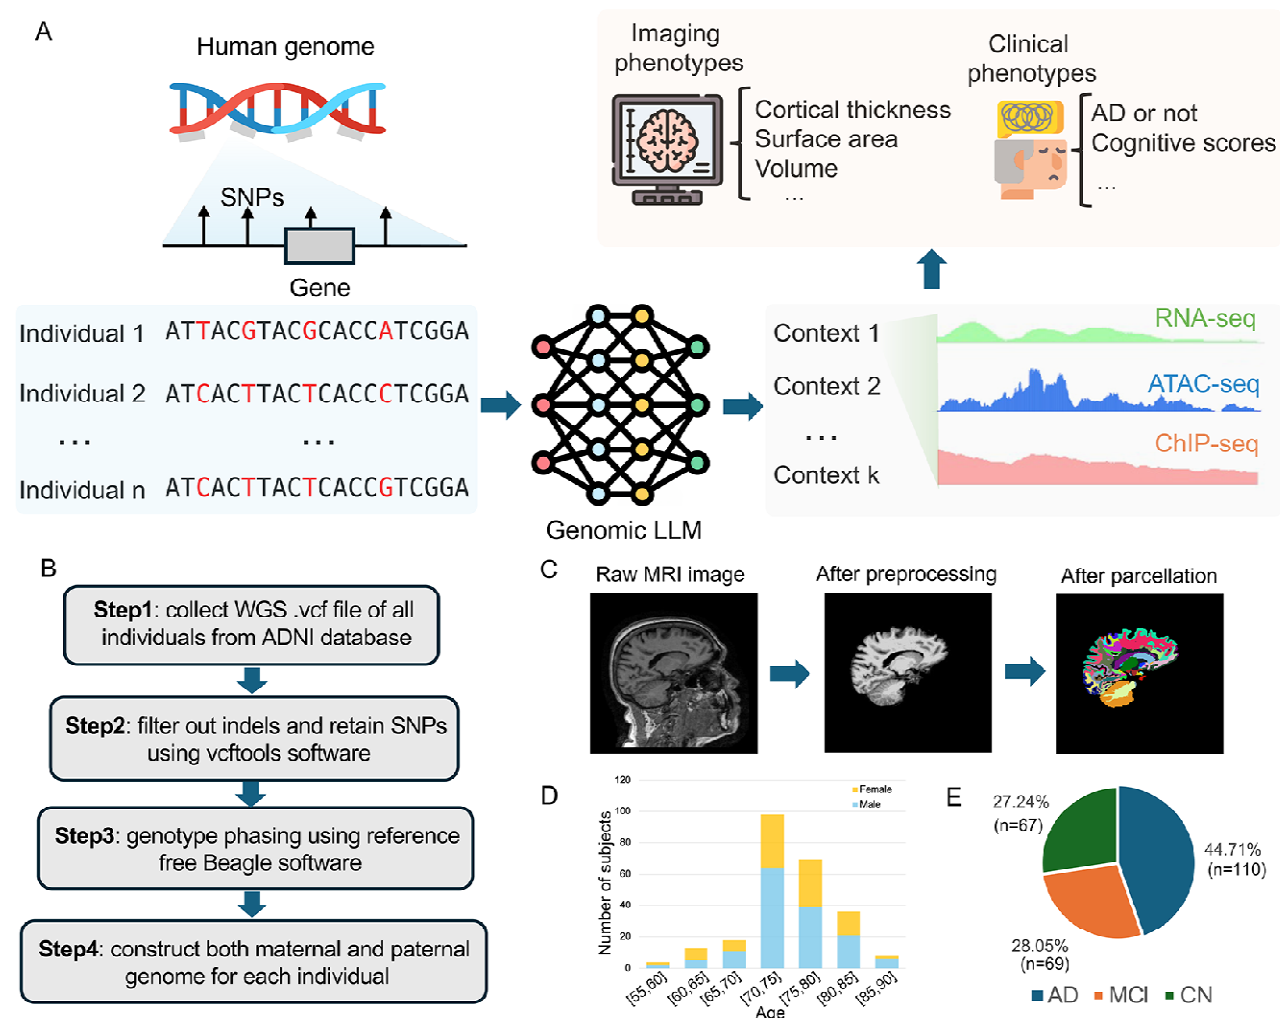 A
Human genome
SNPs
Gene
Imaging
phenotypes
Cortical thickness
Surface area
Volume
...
Clinical
phenotypes
AD or not
Cognitive scores
...
Individual 1
ATTACGTACGCACCATCGGA
Individual 2
ATCACTTACTCACCCTCGGA
... ...
Individual n
ATCACTTACTCACCGTCGGA
Genomic LLM
Context 1
Context 2
...
Context k
RNA-seq
ATAC-seq
ChIP-seq
B
Step1: collect WGS .vcf file of all
individuals from ADNI database
Step2: filter out indels and retain SNPs
using vcftools software
Step3: genotype phasing using reference
free Beagle software
Step4: construct both maternal and paternal
genome for each individual
C
Raw MRI image
After preprocessing
After parcellation
D
Number of subjects
120
100
80
60
40
20
0
Female
Male
[55,60]
[60,65]
[65,70]
[70,75]
[75,80]
[80,85]
[85,90]
Age
E
27.24%
(n=67)
44.71%
(n=110)
28.05%
(n=69)
AD MCI CN